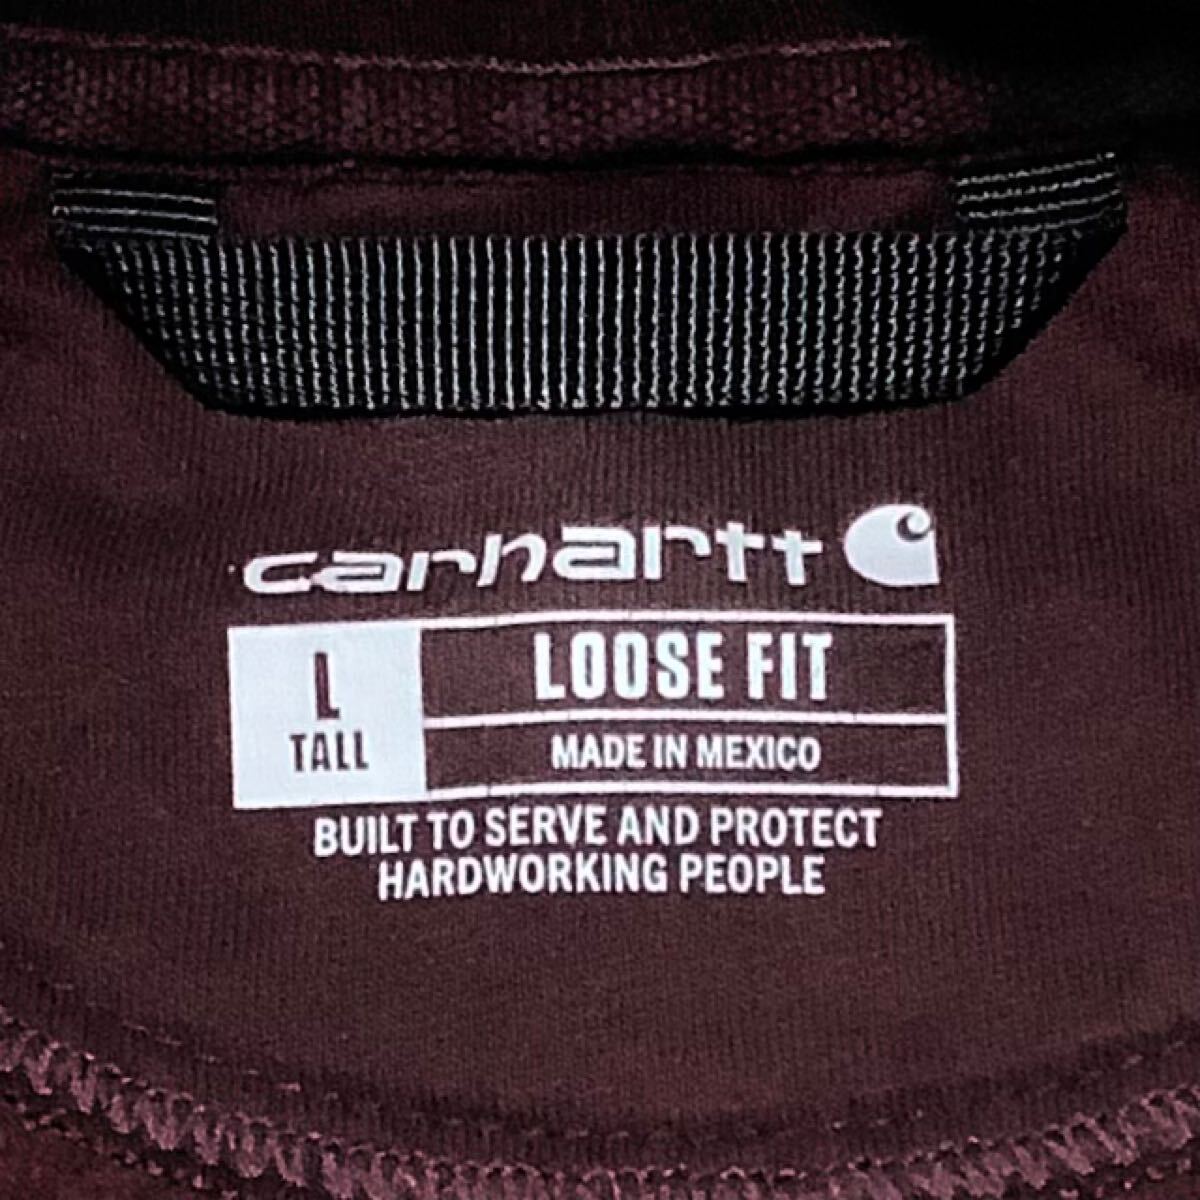 carhartt
L
TALL
LOOSE FIT
MADE IN MEXICO
BUILT TO SERVE AND PROTECT
HARDWORKING PEOPLE